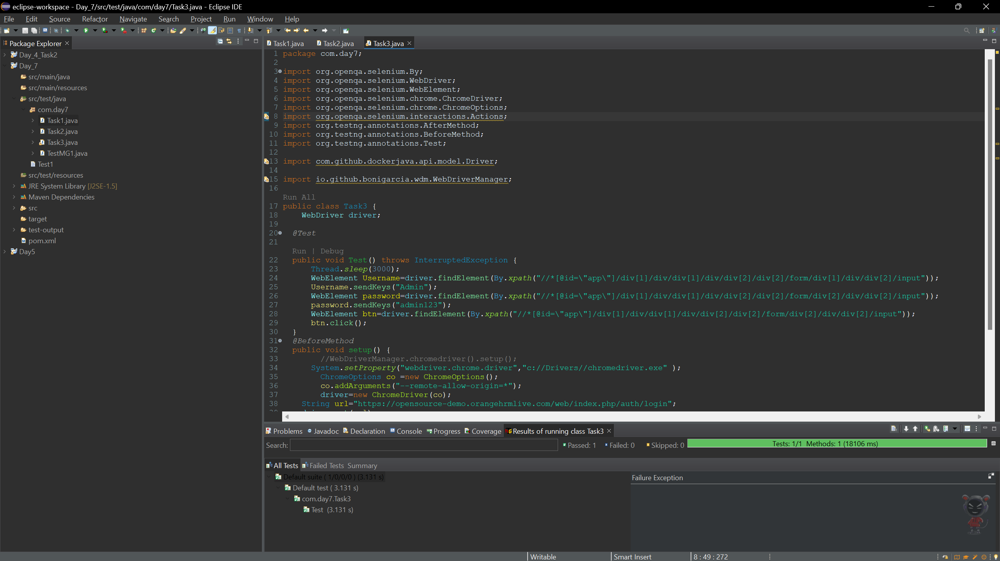 eclipse-workspace - Day_7/src/test/java/com/day7/Task3.java - Eclipse IDE
File Edit Source Refactor Navigate Search Project Run Window Help
Package Explorer
Day_4_Task2
Day_7
src/main/java
src/main/resources
src/test/java
com.day7
Task1.java
Task2.java
Task3.java
TestMG1.java
Test1
src/test/resources
JRE System Library [J2SE-1.5]
Maven Dependencies
src
target
test-output
pom.xml
Day5
Task1.java Task2.java Task3.java
1 package com.day7;
2
3 import org.openqa.selenium.By;
4 import org.openqa.selenium.WebDriver;
5 import org.openqa.selenium.WebElement;
6 import org.openqa.selenium.chrome.ChromeDriver;
7 import org.openqa.selenium.chrome.ChromeOptions;
8 import org.openqa.selenium.interactions.Actions;
9 import org.testng.annotations.AfterMethod;
10 import org.testng.annotations.BeforeMethod;
11 import org.testng.annotations.Test;
12
13 import com.github.dockerjava.api.model.Driver;
14
15 import io.github.bonigarcia.wdm.WebDriverManager;
16
Run All
17 public class Task3 {
18 WebDriver driver;
19
20 @Test
21
Run | Debug
22 public void Test() throws InterruptedException {
23 Thread.sleep(3000);
24 WebElement Username=driver.findElement(By.xpath("//*[@id=\"app\"]/div[1]/div/div[1]/div/div[2]/div[2]/form/div[1]/div/div[2]/input"));
25 Username.sendKeys("Admin");
26 WebElement password=driver.findElement(By.xpath("//*[@id=\"app\"]/div[1]/div/div[1]/div/div[2]/div[2]/form/div[2]/div/div[2]/input"));
27 password.sendKeys("admin123");
28 WebElement btn=driver.findElement(By.xpath("//*[@id=\"app\"]/div[1]/div/div[1]/div/div[2]/div[2]/form/div[2]/div/div[2]/input"));
29 btn.click();
30 }
31 @BeforeMethod
32 public void setup() {
33 //WebDriverManager.chromedriver().setup();
34 System.setProperty("webdriver.chrome.driver","c://Drivers//chromedriver.exe" );
35 ChromeOptions co =new ChromeOptions();
36 co.addArguments("--remote-allow-origin=*");
37 driver=new ChromeDriver(co);
38 String url="https://opensource-demo.orangehrmlive.com/web/index.php/auth/login";
Problems Javadoc Declaration Console Progress Coverage Results of running class Task3
Search: Passed: 1 Failed: 0 Skipped: 0 Tests: 1/1 Methods: 1 (18106 ms)
All Tests Failed Tests Summary
Default suite ( 1/0/0/0 ) (3.131 s)
Default test ( 3.131 s)
com.day7.Task3
Test (3.131 s)
Failure Exception
Writable Smart Insert 8 : 49 : 272